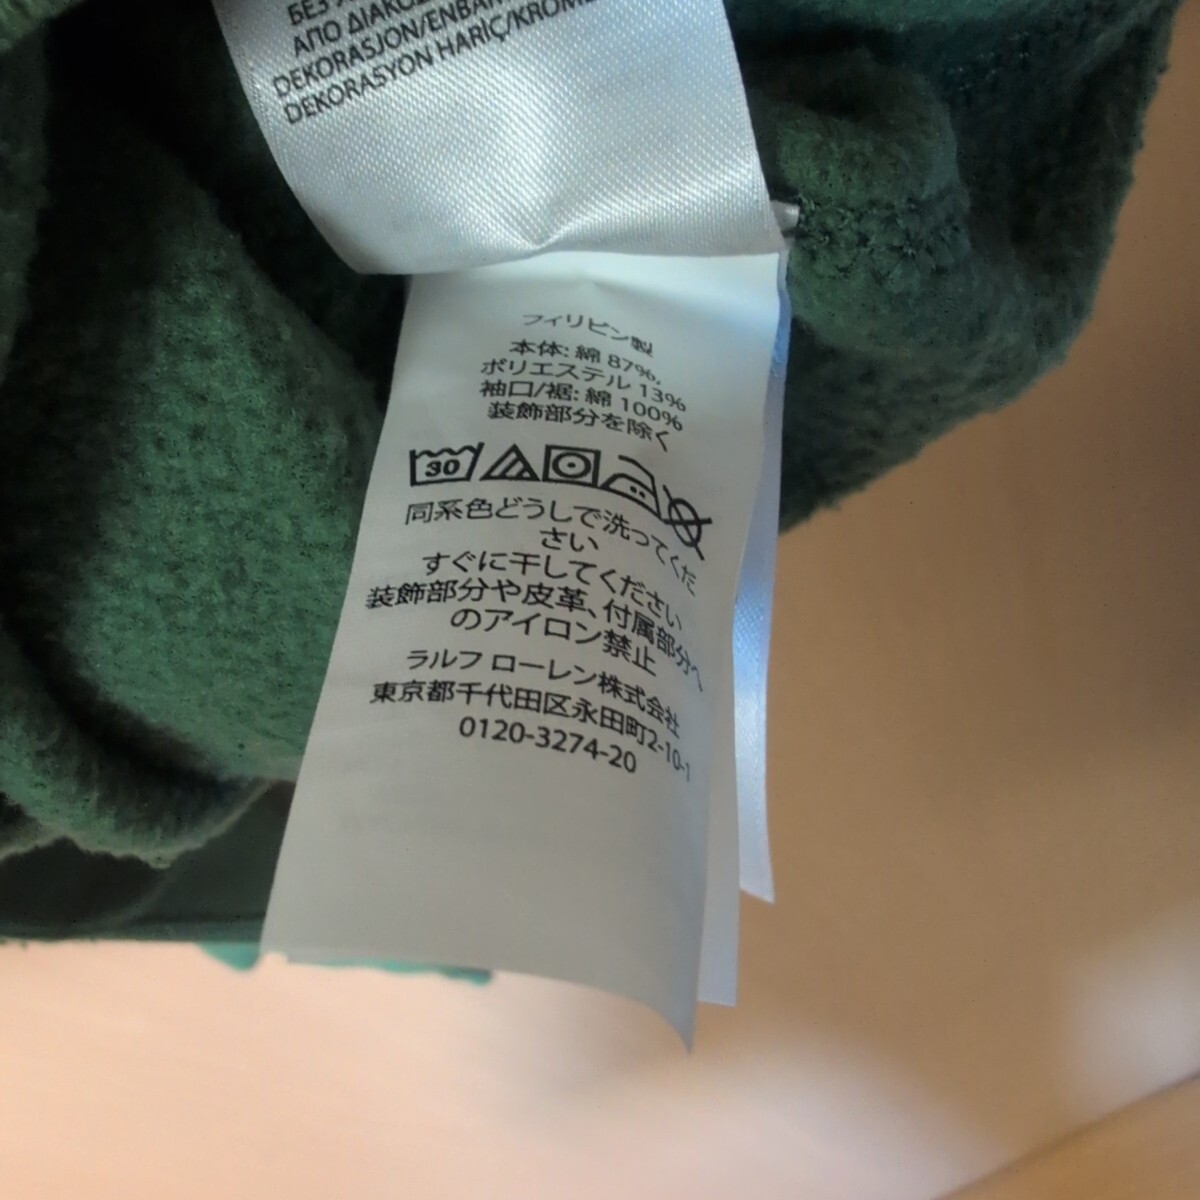 ΑΠΟ ΔΙΑΚΟΣ
DEKORASJON/ENBAR
DEKORASYON HARIÇ/KROME
フィリピン製
本体: 綿 87%,
ポリエステル 13%
袖口/裾: 綿 100%
装飾部分を除く
30
同系色どうしで洗ってくだ
さい
すぐに干してください
装飾部分や皮革、付属部分へ
のアイロン禁止
ラルフ ローレン株式会社
東京都千代田区永田町2-10-1
0120-3274-20